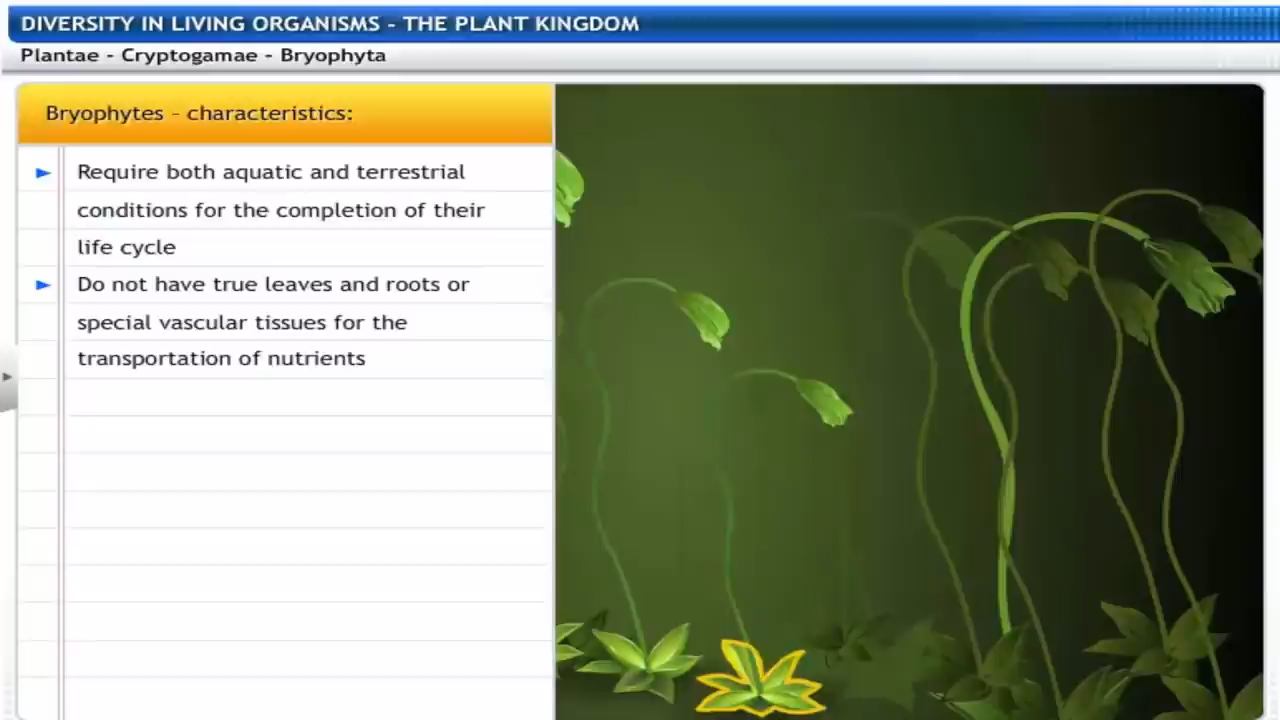 DIVERSITY IN LIVING ORGANISMS - THE PLANT KINGDOM
Plantae - Cryptogamae - Bryophyta
Bryophytes - characteristics:
► Require both aquatic and terrestrial
conditions for the completion of their
life cycle
► Do not have true leaves and roots or
special vascular tissues for the
transportation of nutrients